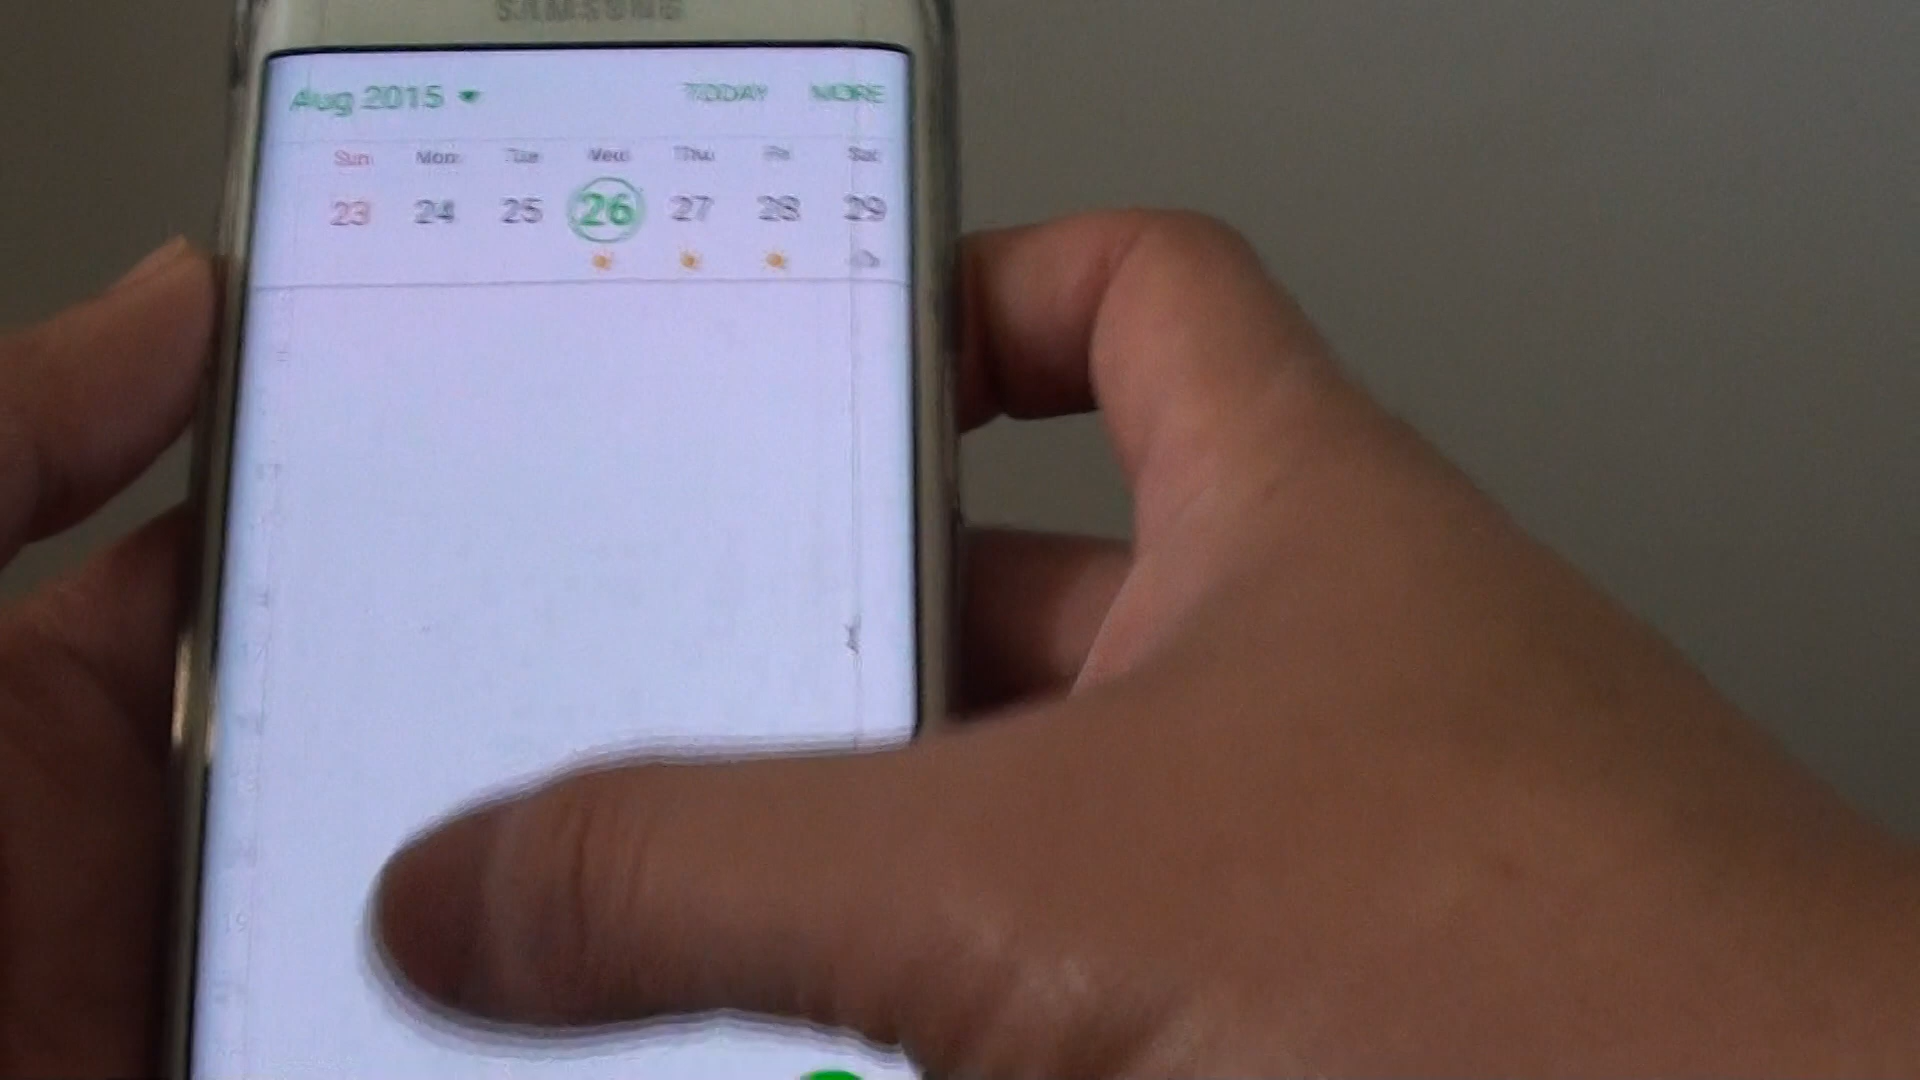 SAMSUNG
Aug 2015 TODAY MORE
Sun Mon Tue Wed Thu Fri Sat
23 24 25 26 27 28 29